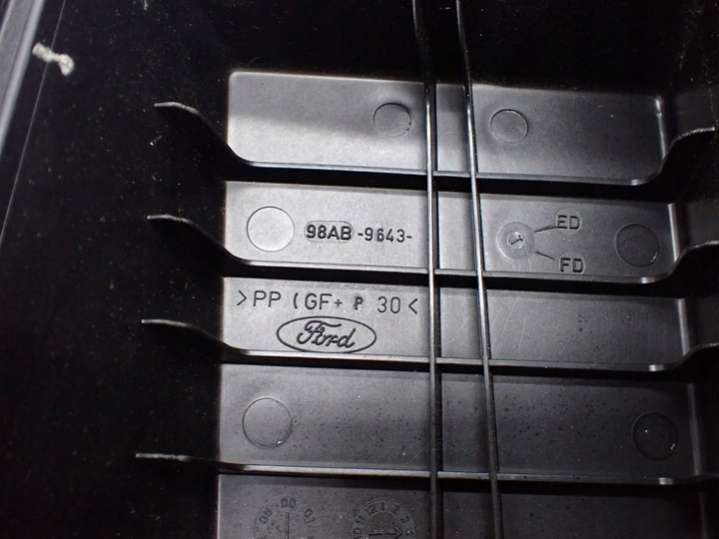 98AB -9643-
ED
FD
>PP (GF+ P 30<
Ford